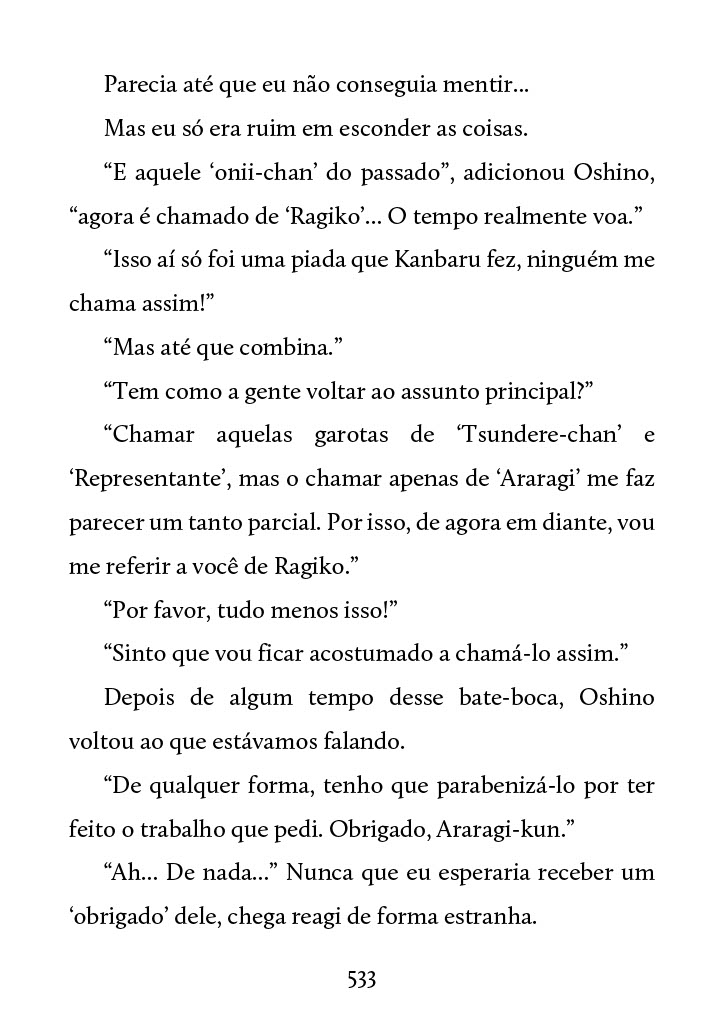 Parecia até que eu não conseguia mentir...
Mas eu só era ruim em esconder as coisas.
“E aquele ‘onii-chan’ do passado”, adicionou Oshino,
“agora é chamado de ‘Ragiko’... O tempo realmente voa.”
“Isso aí só foi uma piada que Kanbaru fez, ninguém me
chama assim!”
“Mas até que combina.”
“Tem como a gente voltar ao assunto principal?”
“Chamar aquelas garotas de ‘Tsundere-chan’ e
‘Representante’, mas o chamar apenas de ‘Araragi’ me faz
parecer um tanto parcial. Por isso, de agora em diante, vou
me referir a você de Ragiko.”
“Por favor, tudo menos isso!”
“Sinto que vou ficar acostumado a chamá-lo assim.”
Depois de algum tempo desse bate-boca, Oshino
voltou ao que estávamos falando.
“De qualquer forma, tenho que parabenizá-lo por ter
feito o trabalho que pedi. Obrigado, Araragi-kun.”
“Ah... De nada...” Nunca que eu esperaria receber um
‘obrigado’ dele, chega reagi de forma estranha.
533